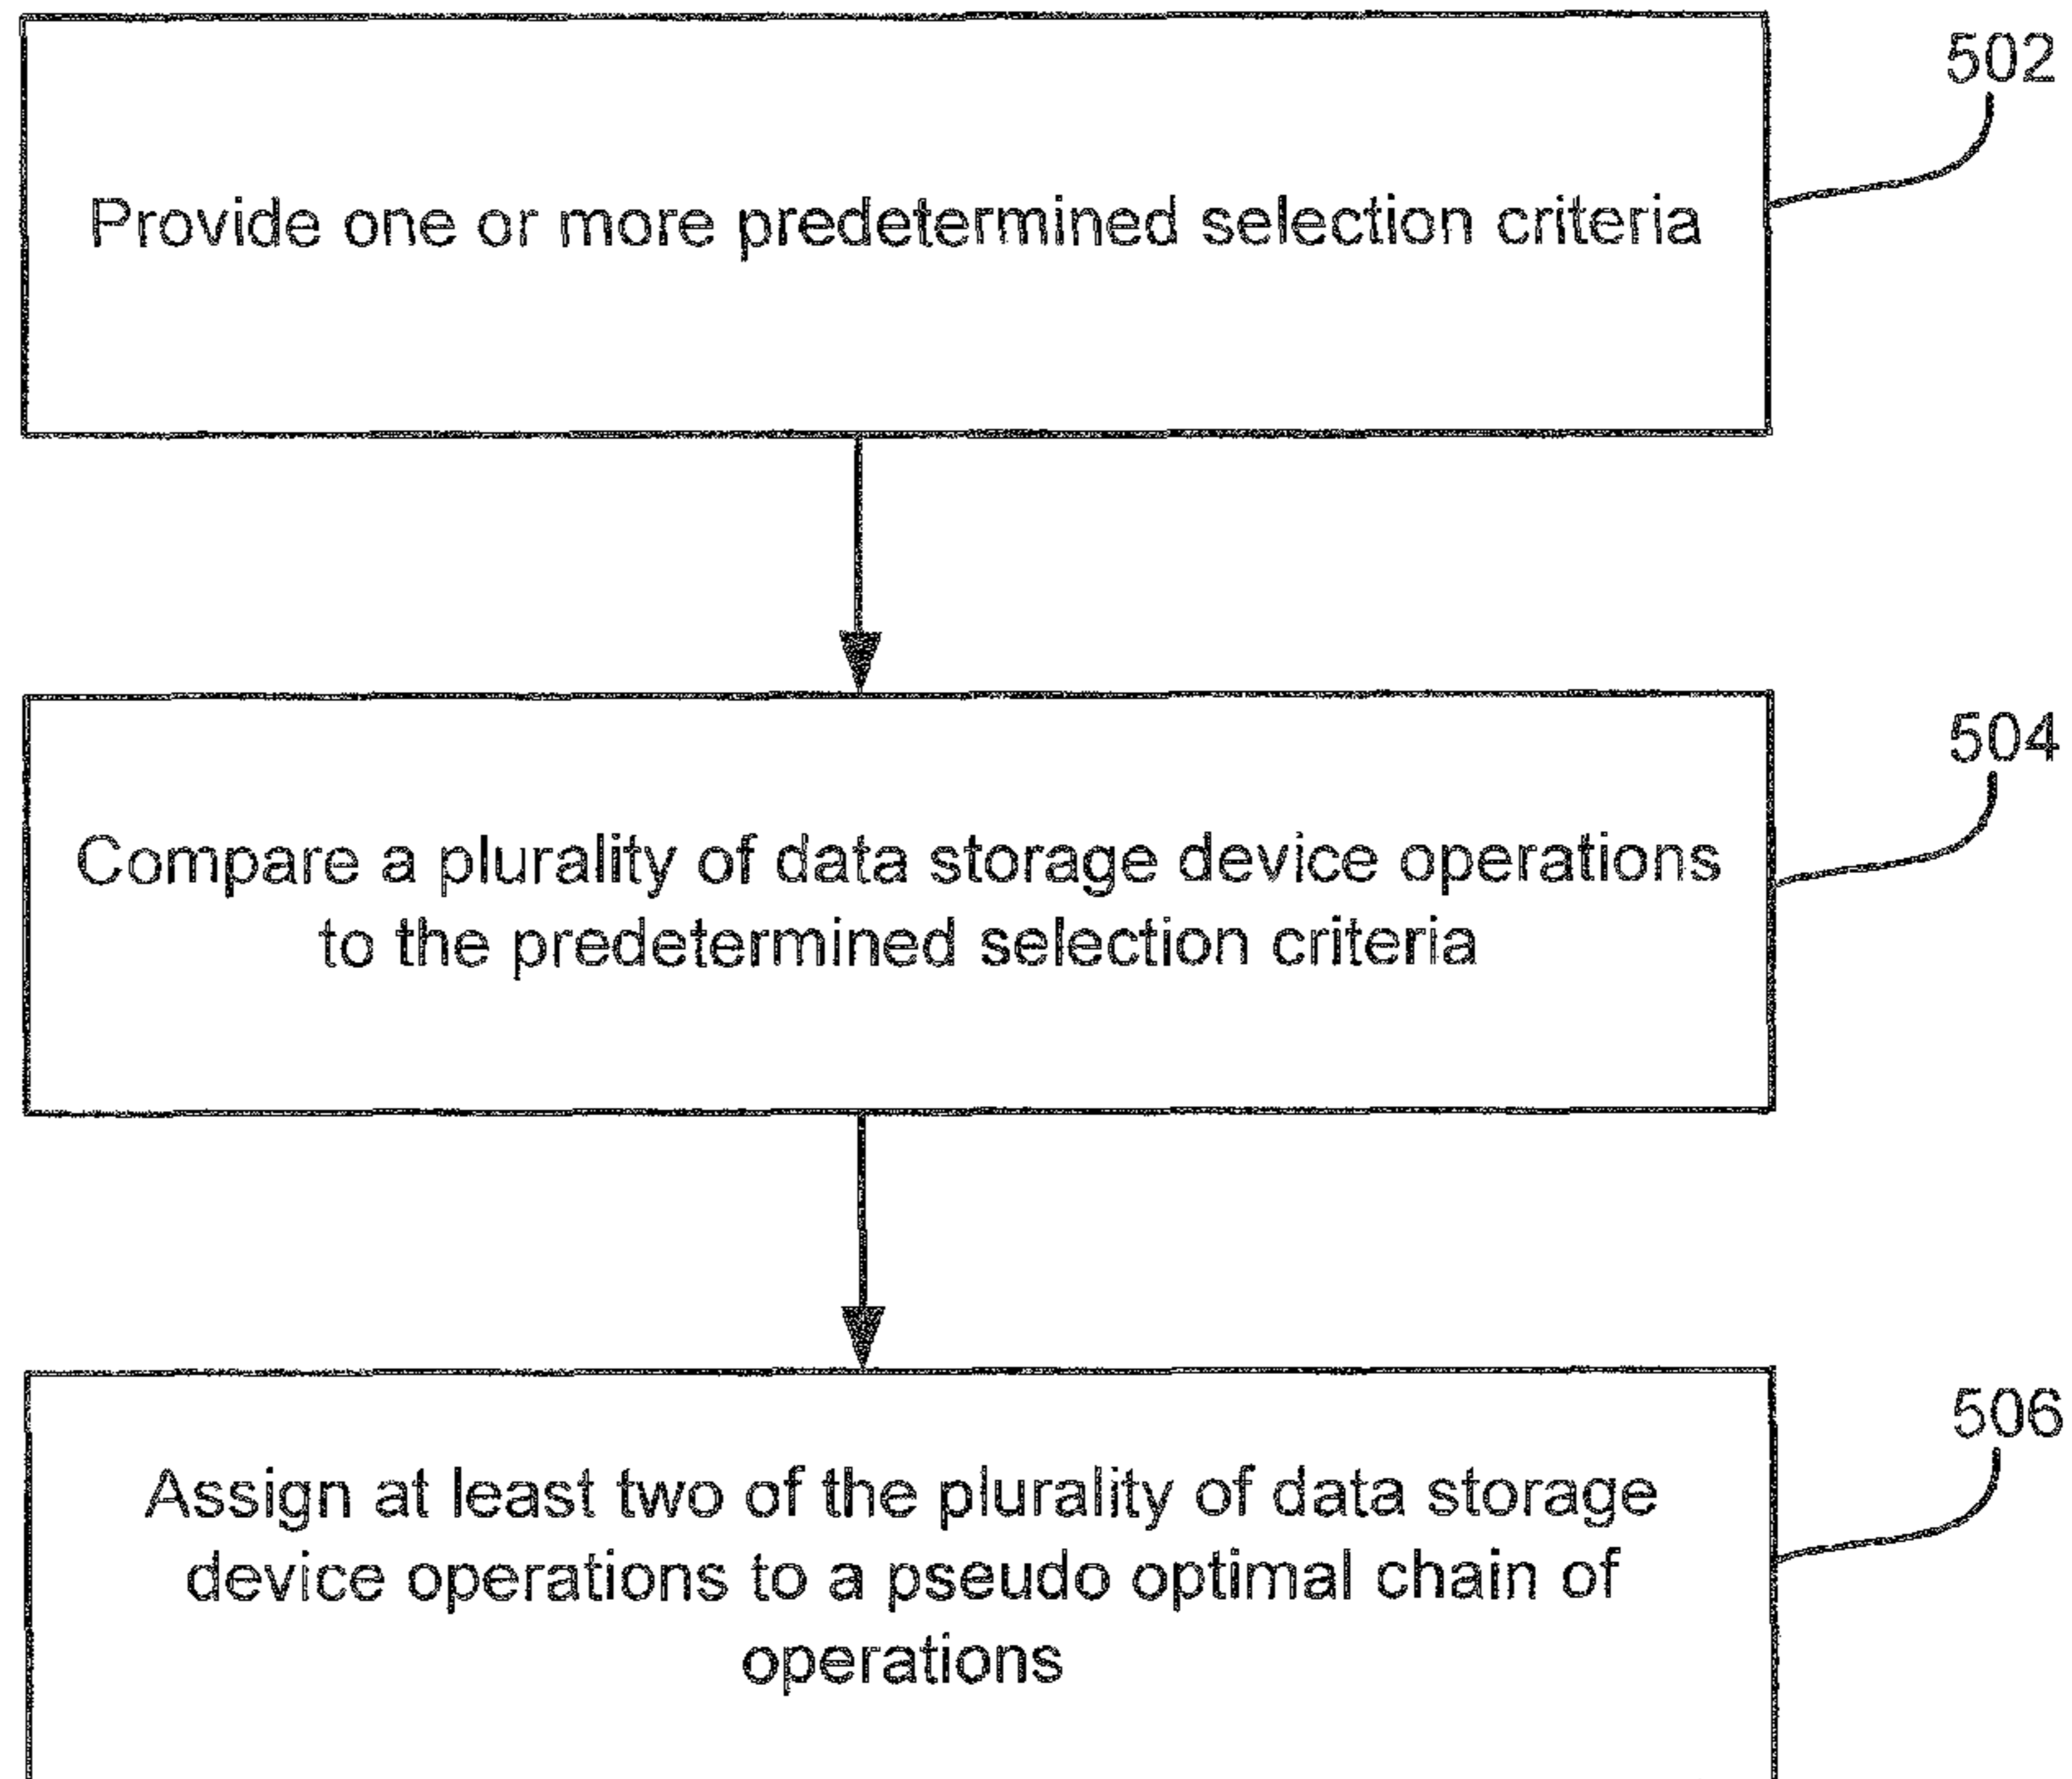 502
Provide one or more predetermined selection criteria
504
Compare a plurality of data storage device operations
to the predetermined selection criteria
506
Assign at least two of the plurality of data storage
device operations to a pseudo optimal chain of
operations